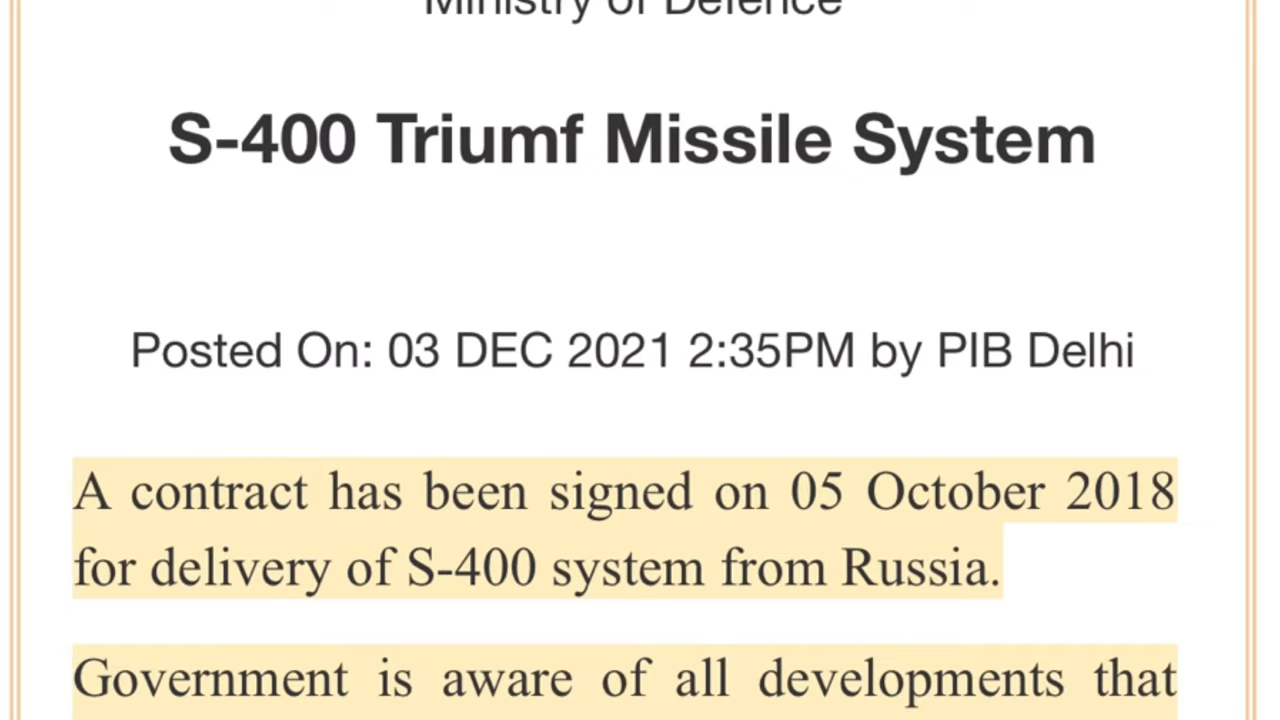 Ministry of Defence
S-400 Triumf Missile System
Posted On: 03 DEC 2021 2:35PM by PIB Delhi
A contract has been signed on 05 October 2018
for delivery of S-400 system from Russia.
Government is aware of all developments that